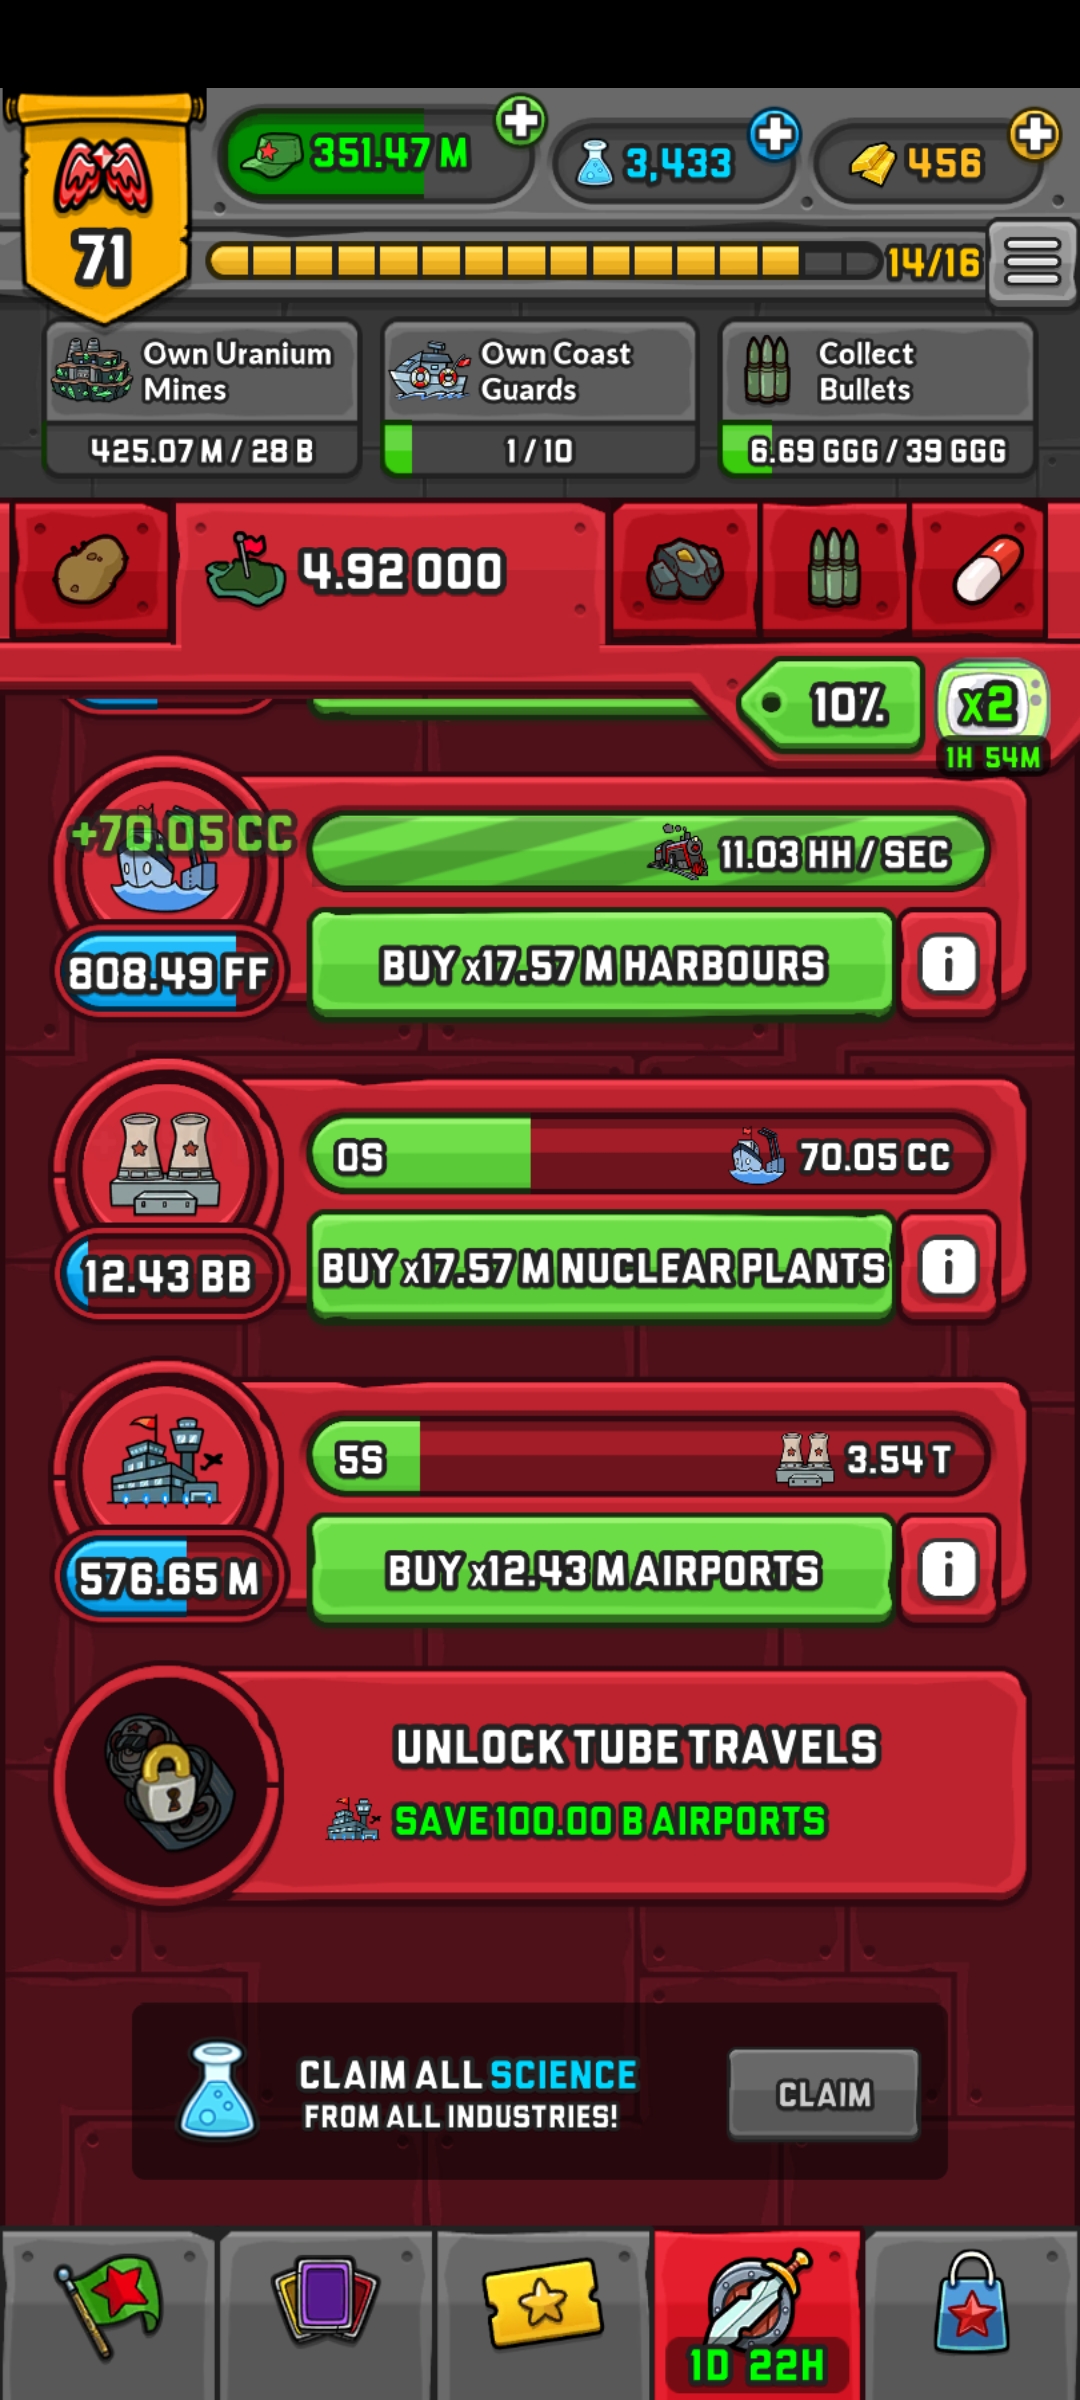 351.47 M
3,433
456
71
14/16
Own Uranium
Mines
425.07 M / 28 B
Own Coast
Guards
1 / 10
Collect
Bullets
6.69 GGG / 39 GGG
4.92 000
10%
x2
1H 54M
+70.05 CC
11.03 HH / SEC
808.49 FF
BUY x17.57 M HARBOURS
i
0S
70.05 CC
12.43 BB
BUY x17.57 M NUCLEAR PLANTS
i
5S
3.54 T
576.65 M
BUY x12.43 M AIRPORTS
i
UNLOCK TUBE TRAVELS
SAVE 100.00 B AIRPORTS
CLAIM ALL SCIENCE
FROM ALL INDUSTRIES!
CLAIM
1D 22H